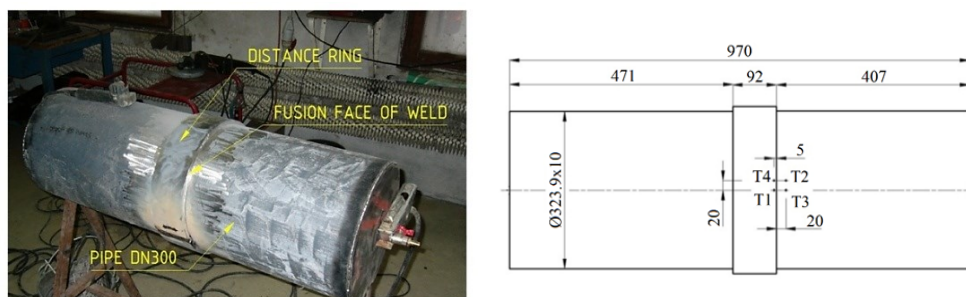 DISTANCE RING
FUSION FACE OF WELD
PIPE DN300
970
471 92 407
5
T4 T2
T1 T3
20
20
Ø323.9x10